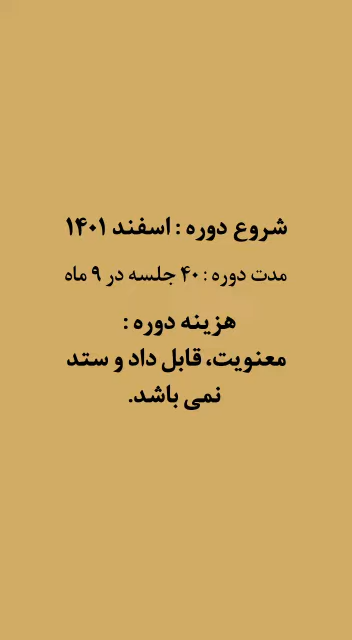 شروع دوره : اسفند ۱۴۰۱
مدت دوره : ۴۰ جلسه در ۹ ماه
هزینه دوره :
معنویت، قابل داد و ستد
نمی باشد.